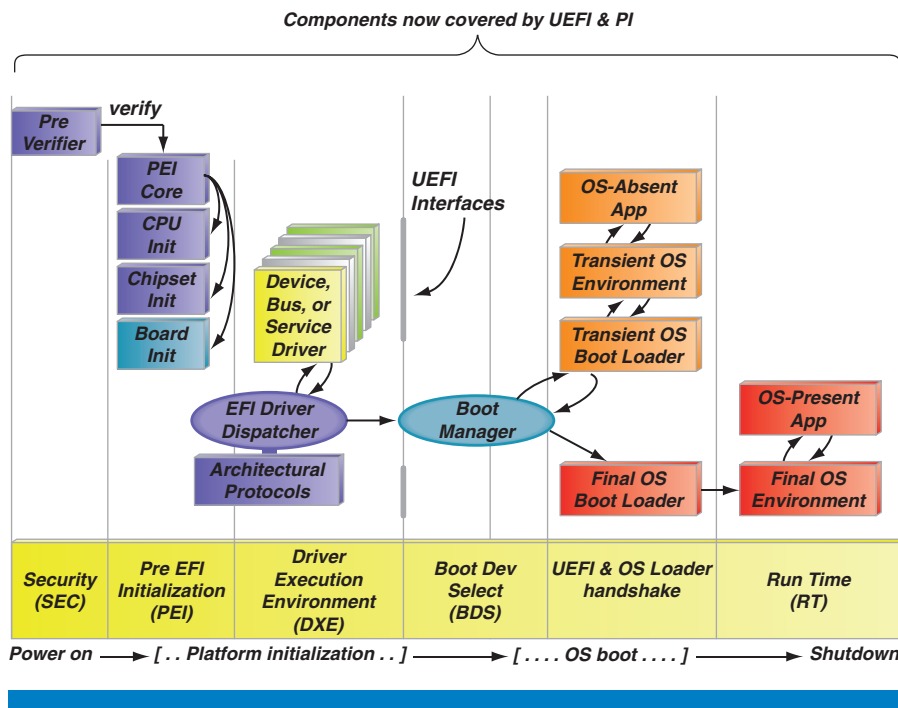 Components now covered by UEFI & PI
Pre
Verifier
verify
PEI
Core
CPU
Init
Chipset
Init
Board
Init
Device,
Bus, or
Service
Driver
EFI Driver
Dispatcher
Architectural
Protocols
UEFI
Interfaces
Boot
Manager
OS-Absent
App
Transient OS
Environment
Transient OS
Boot Loader
Final OS
Boot Loader
OS-Present
App
Final OS
Environment
Security
(SEC)
Pre EFI
Initialization
(PEI)
Driver
Execution
Environment
(DXE)
Boot Dev
Select
(BDS)
UEFI & OS Loader
handshake
Run Time
(RT)
Power on [ . . Platform initialization . . ] [ . . . . OS boot . . . . ] Shutdown